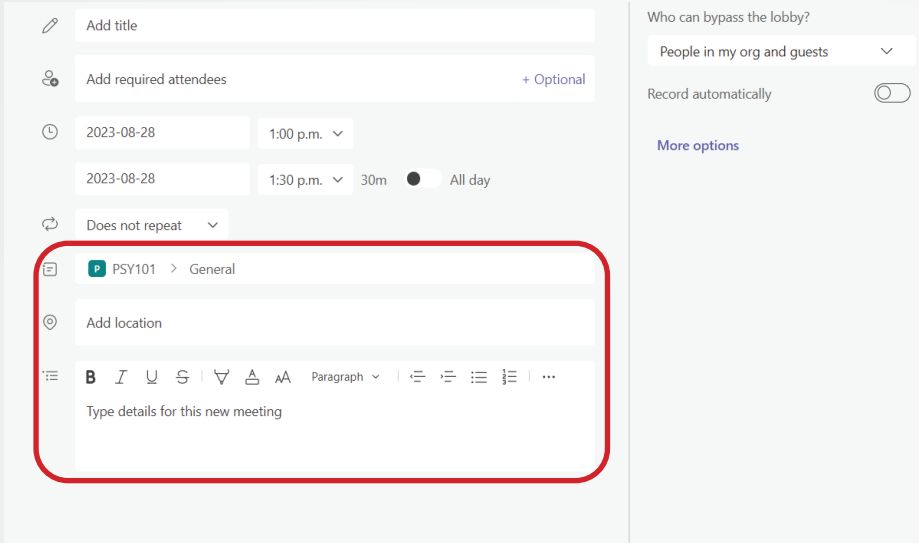 Add title
Add required attendees + Optional
2023-08-28 1:00 p.m.
2023-08-28 1:30 p.m. 30m All day
Does not repeat
P PSY101 > General
Add location
B I U S A AA Paragraph ...
Type details for this new meeting
Who can bypass the lobby?
People in my org and guests
Record automatically
More options